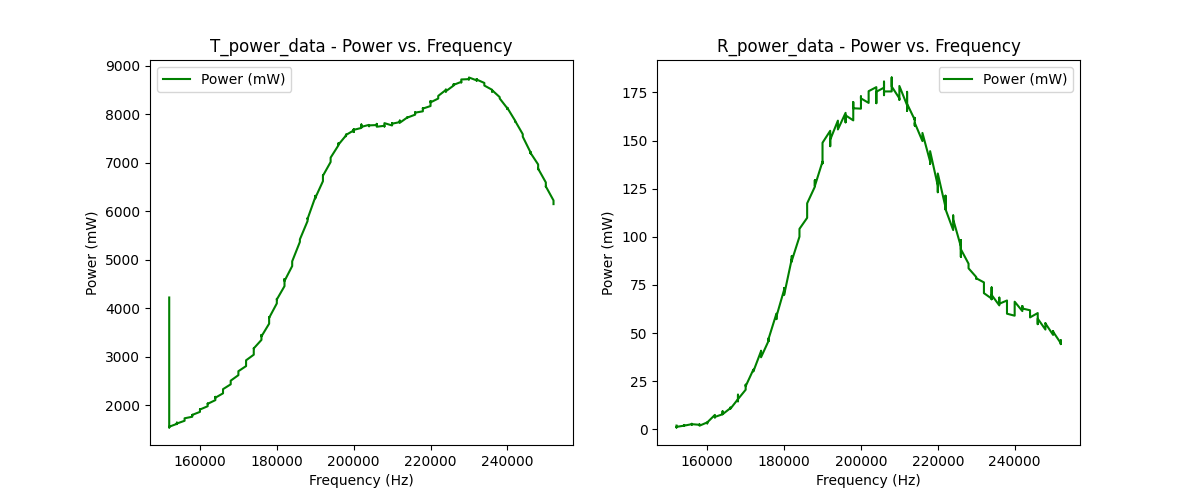 T_power_data - Power vs. Frequency
Power (mW)
9000
8000
7000
6000
5000
4000
3000
2000
Power (mW)
160000 180000 200000 220000 240000
Frequency (Hz)
R_power_data - Power vs. Frequency
Power (mW)
175
150
125
100
75
50
25
0
Power (mW)
160000 180000 200000 220000 240000
Frequency (Hz)